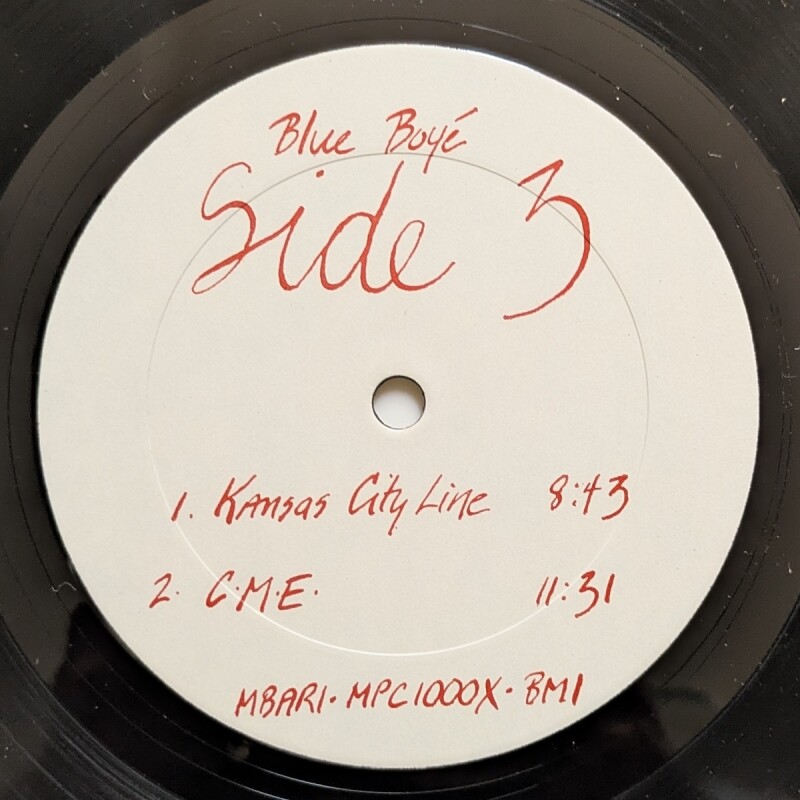 Blue Boyé
Side 3
1. Kansas City Line 8:43
2. C.M.E. 11:31
MBARI · MPC1000X · BMI